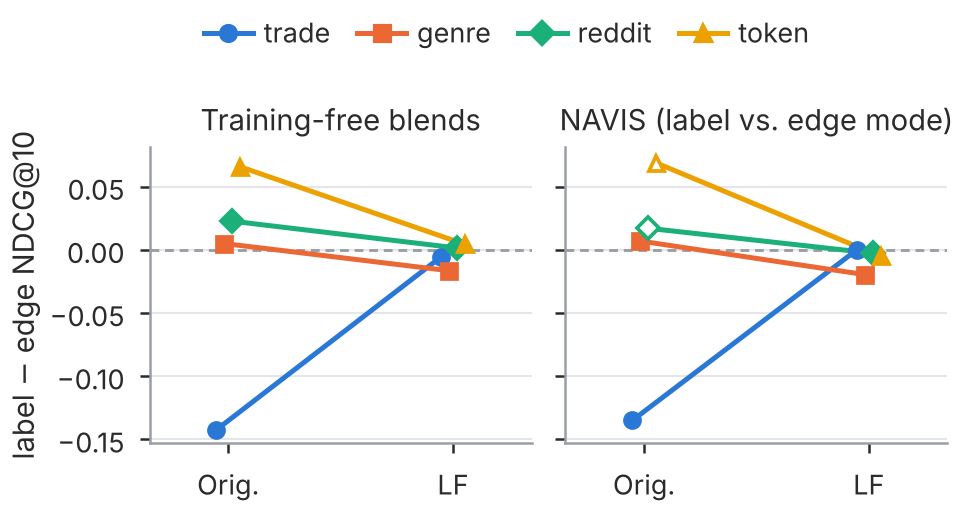 trade genre reddit token
Training-free blends NAVIS (label vs. edge mode)
label − edge NDCG@10
0.05
0.00
−0.05
−0.10
−0.15
Orig. LF Orig. LF